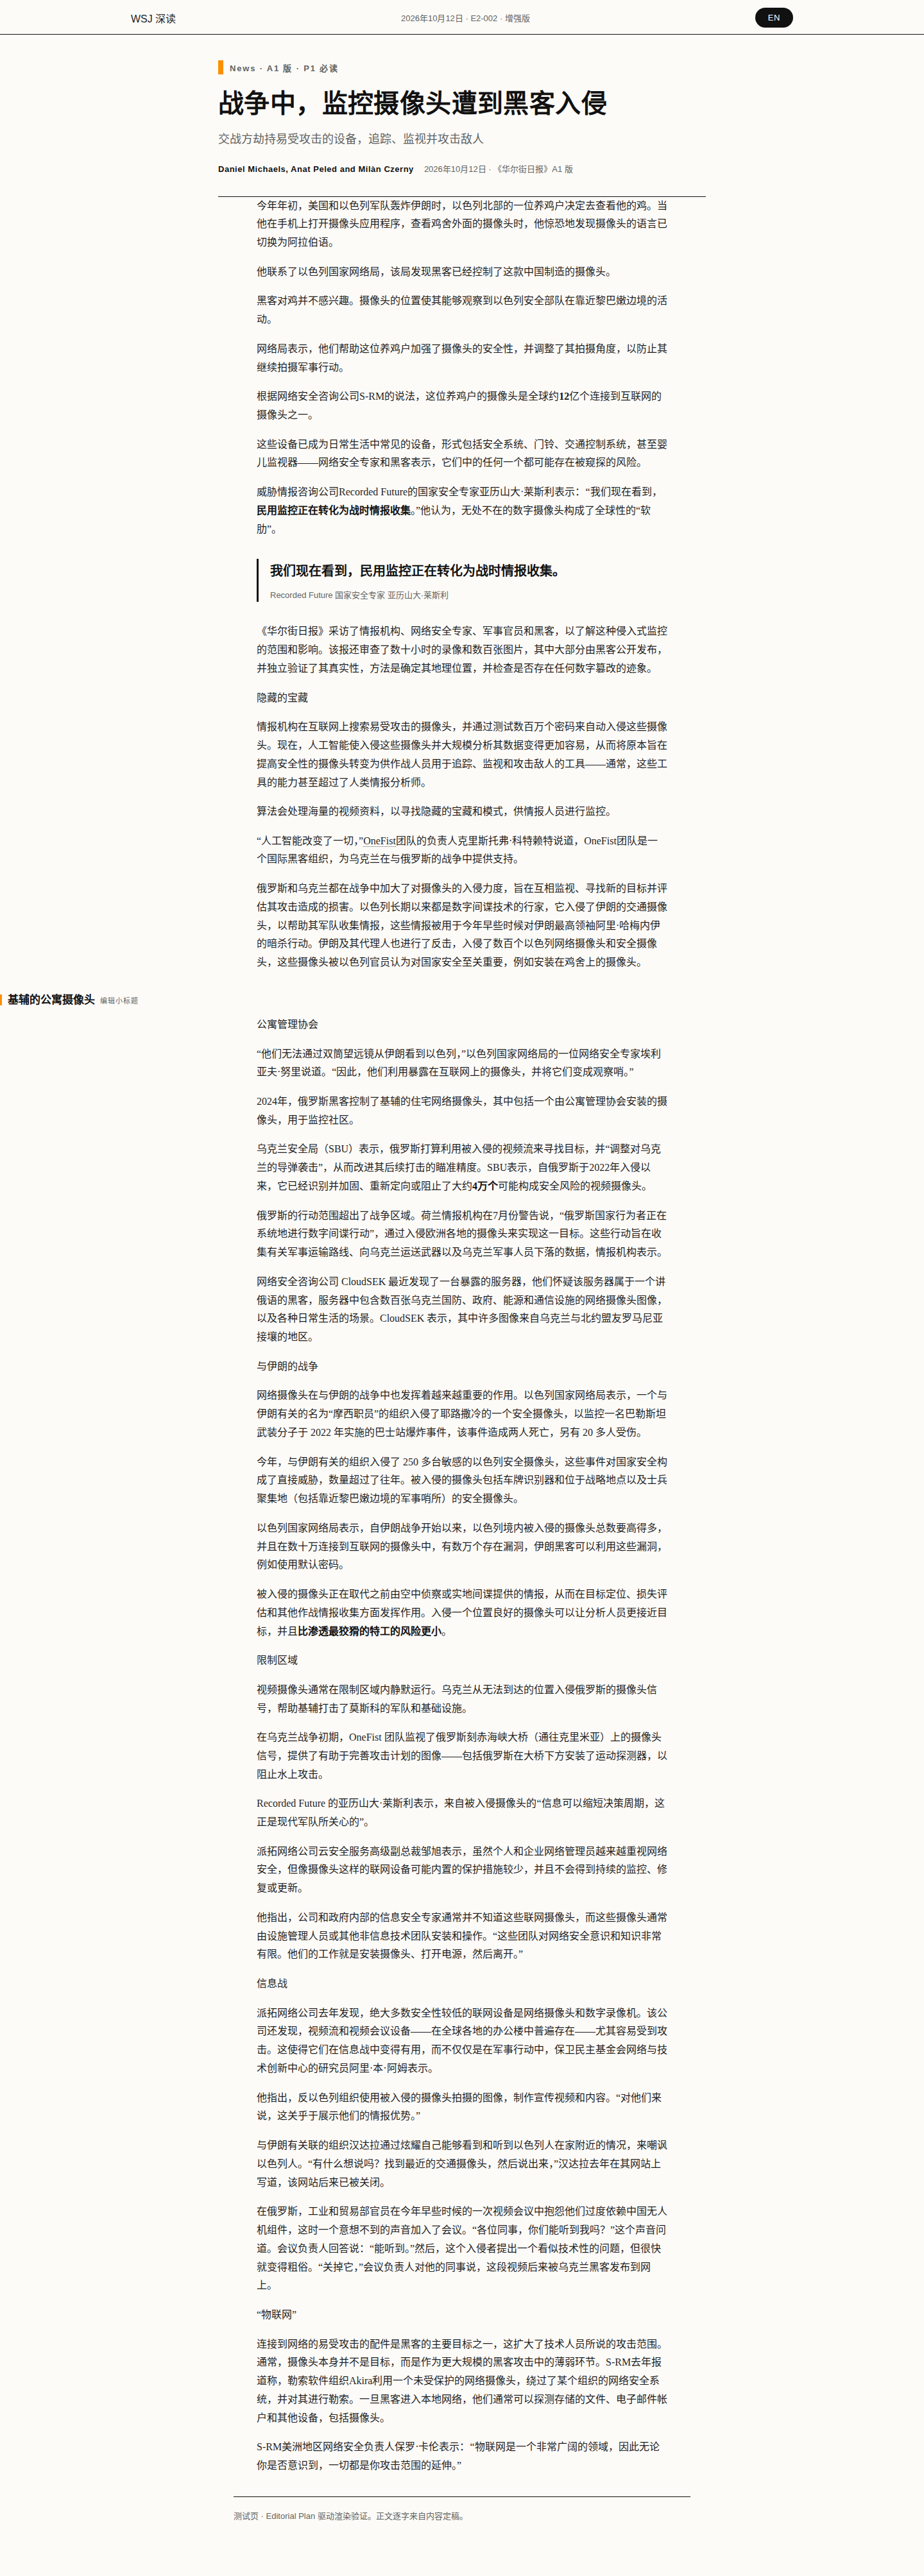 WSJ 深读
2026年10月12日 · E2-002 · 增强版
EN
News · A1 版 · P1 必读
战争中，监控摄像头遭到黑客入侵
交战方劫持易受攻击的设备，追踪、监视并攻击敌人
Daniel Michaels, Anat Peled and Milàn Czerny 2026年10月12日 · 《华尔街日报》A1 版
今年年初，美国和以色列军队轰炸伊朗时，以色列北部的一位养鸡户决定去查看他的鸡。当
他在手机上打开摄像头应用程序，查看鸡舍外面的摄像头时，他惊恐地发现摄像头的语言已
切换为阿拉伯语。
他联系了以色列国家网络局，该局发现黑客已经控制了这款中国制造的摄像头。
黑客对鸡并不感兴趣。摄像头的位置使其能够观察到以色列安全部队在靠近黎巴嫩边境的活
动。
网络局表示，他们帮助这位养鸡户加强了摄像头的安全性，并调整了其拍摄角度，以防止其
继续拍摄军事行动。
根据网络安全咨询公司S-RM的说法，这位养鸡户的摄像头是全球约12亿个连接到互联网的
摄像头之一。
这些设备已成为日常生活中常见的设备，形式包括安全系统、门铃、交通控制系统，甚至婴
儿监视器——网络安全专家和黑客表示，它们中的任何一个都可能存在被窥探的风险。
威胁情报咨询公司Recorded Future的国家安全专家亚历山大·莱斯利表示：“我们现在看到，
民用监控正在转化为战时情报收集。”他认为，无处不在的数字摄像头构成了全球性的“软
肋”。
我们现在看到，民用监控正在转化为战时情报收集。
Recorded Future 国家安全专家 亚历山大·莱斯利
《华尔街日报》采访了情报机构、网络安全专家、军事官员和黑客，以了解这种侵入式监控
的范围和影响。该报还审查了数十小时的录像和数百张图片，其中大部分由黑客公开发布，
并独立验证了其真实性，方法是确定其地理位置，并检查是否存在任何数字篡改的迹象。
隐藏的宝藏
情报机构在互联网上搜索易受攻击的摄像头，并通过测试数百万个密码来自动入侵这些摄像
头。现在，人工智能使入侵这些摄像头并大规模分析其数据变得更加容易，从而将原本旨在
提高安全性的摄像头转变为供作战人员用于追踪、监视和攻击敌人的工具——通常，这些工
具的能力甚至超过了人类情报分析师。
算法会处理海量的视频资料，以寻找隐藏的宝藏和模式，供情报人员进行监控。
“人工智能改变了一切，”OneFist团队的负责人克里斯托弗·科特赖特说道，OneFist团队是一
个国际黑客组织，为乌克兰在与俄罗斯的战争中提供支持。
俄罗斯和乌克兰都在战争中加大了对摄像头的入侵力度，旨在互相监视、寻找新的目标并评
估其攻击造成的损害。以色列长期以来都是数字间谍技术的行家，它入侵了伊朗的交通摄像
头，以帮助其军队收集情报，这些情报被用于今年早些时候对伊朗最高领袖阿里·哈梅内伊
的暗杀行动。伊朗及其代理人也进行了反击，入侵了数百个以色列网络摄像头和安全摄像
头，这些摄像头被以色列官员认为对国家安全至关重要，例如安装在鸡舍上的摄像头。
基辅的公寓摄像头 编辑小标题
公寓管理协会
“他们无法通过双筒望远镜从伊朗看到以色列，”以色列国家网络局的一位网络安全专家埃利
亚夫·努里说道。“因此，他们利用暴露在互联网上的摄像头，并将它们变成观察哨。”
2024年，俄罗斯黑客控制了基辅的住宅网络摄像头，其中包括一个由公寓管理协会安装的摄
像头，用于监控社区。
乌克兰安全局（SBU）表示，俄罗斯打算利用被入侵的视频流来寻找目标，并“调整对乌克
兰的导弹袭击”，从而改进其后续打击的瞄准精度。SBU表示，自俄罗斯于2022年入侵以
来，它已经识别并加固、重新定向或阻止了大约4万个可能构成安全风险的视频摄像头。
俄罗斯的行动范围超出了战争区域。荷兰情报机构在7月份警告说，“俄罗斯国家行为者正在
系统地进行数字间谍行动”，通过入侵欧洲各地的摄像头来实现这一目标。这些行动旨在收
集有关军事运输路线、向乌克兰运送武器以及乌克兰军事人员下落的数据，情报机构表示。
网络安全咨询公司 CloudSEK 最近发现了一台暴露的服务器，他们怀疑该服务器属于一个讲
俄语的黑客，服务器中包含数百张乌克兰国防、政府、能源和通信设施的网络摄像头图像，
以及各种日常生活的场景。CloudSEK 表示，其中许多图像来自乌克兰与北约盟友罗马尼亚
接壤的地区。
与伊朗的战争
网络摄像头在与伊朗的战争中也发挥着越来越重要的作用。以色列国家网络局表示，一个与
伊朗有关的名为“摩西职员”的组织入侵了耶路撒冷的一个安全摄像头，以监控一名巴勒斯坦
武装分子于 2022 年实施的巴士站爆炸事件，该事件造成两人死亡，另有 20 多人受伤。
今年，与伊朗有关的组织入侵了 250 多台敏感的以色列安全摄像头，这些事件对国家安全构
成了直接威胁，数量超过了往年。被入侵的摄像头包括车牌识别器和位于战略地点以及士兵
聚集地（包括靠近黎巴嫩边境的军事哨所）的安全摄像头。
以色列国家网络局表示，自伊朗战争开始以来，以色列境内被入侵的摄像头总数要高得多，
并且在数十万连接到互联网的摄像头中，有数万个存在漏洞，伊朗黑客可以利用这些漏洞，
例如使用默认密码。
被入侵的摄像头正在取代之前由空中侦察或实地间谍提供的情报，从而在目标定位、损失评
估和其他作战情报收集方面发挥作用。入侵一个位置良好的摄像头可以让分析人员更接近目
标，并且比渗透最狡猾的特工的风险更小。
限制区域
视频摄像头通常在限制区域内静默运行。乌克兰从无法到达的位置入侵俄罗斯的摄像头信
号，帮助基辅打击了莫斯科的军队和基础设施。
在乌克兰战争初期，OneFist 团队监视了俄罗斯刻赤海峡大桥（通往克里米亚）上的摄像头
信号，提供了有助于完善攻击计划的图像——包括俄罗斯在大桥下方安装了运动探测器，以
阻止水上攻击。
Recorded Future 的亚历山大·莱斯利表示，来自被入侵摄像头的“信息可以缩短决策周期，这
正是现代军队所关心的”。
派拓网络公司云安全服务高级副总裁邹旭表示，虽然个人和企业网络管理员越来越重视网络
安全，但像摄像头这样的联网设备可能内置的保护措施较少，并且不会得到持续的监控、修
复或更新。
他指出，公司和政府内部的信息安全专家通常并不知道这些联网摄像头，而这些摄像头通常
由设施管理人员或其他非信息技术团队安装和操作。“这些团队对网络安全意识和知识非常
有限。他们的工作就是安装摄像头、打开电源，然后离开。”
信息战
派拓网络公司去年发现，绝大多数安全性较低的联网设备是网络摄像头和数字录像机。该公
司还发现，视频流和视频会议设备——在全球各地的办公楼中普遍存在——尤其容易受到攻
击。这使得它们在信息战中变得有用，而不仅仅是在军事行动中，保卫民主基金会网络与技
术创新中心的研究员阿里·本·阿姆表示。
他指出，反以色列组织使用被入侵的摄像头拍摄的图像，制作宣传视频和内容。“对他们来
说，这关乎于展示他们的情报优势。”
与伊朗有关联的组织汉达拉通过炫耀自己能够看到和听到以色列人在家附近的情况，来嘲讽
以色列人。“有什么想说吗？找到最近的交通摄像头，然后说出来，”汉达拉去年在其网站上
写道，该网站后来已被关闭。
在俄罗斯，工业和贸易部官员在今年早些时候的一次视频会议中抱怨他们过度依赖中国无人
机组件，这时一个意想不到的声音加入了会议。“各位同事，你们能听到我吗？”这个声音问
道。会议负责人回答说：“能听到。”然后，这个入侵者提出一个看似技术性的问题，但很快
就变得粗俗。“关掉它，”会议负责人对他的同事说，这段视频后来被乌克兰黑客发布到网
上。
“物联网”
连接到网络的易受攻击的配件是黑客的主要目标之一，这扩大了技术人员所说的攻击范围。
通常，摄像头本身并不是目标，而是作为更大规模的黑客攻击中的薄弱环节。S-RM去年报
道称，勒索软件组织Akira利用一个未受保护的网络摄像头，绕过了某个组织的网络安全系
统，并对其进行勒索。一旦黑客进入本地网络，他们通常可以探测存储的文件、电子邮件帐
户和其他设备，包括摄像头。
S-RM美洲地区网络安全负责人保罗·卡伦表示：“物联网是一个非常广阔的领域，因此无论
你是否意识到，一切都是你攻击范围的延伸。”
测试页 · Editorial Plan 驱动渲染验证。正文逐字来自内容定稿。